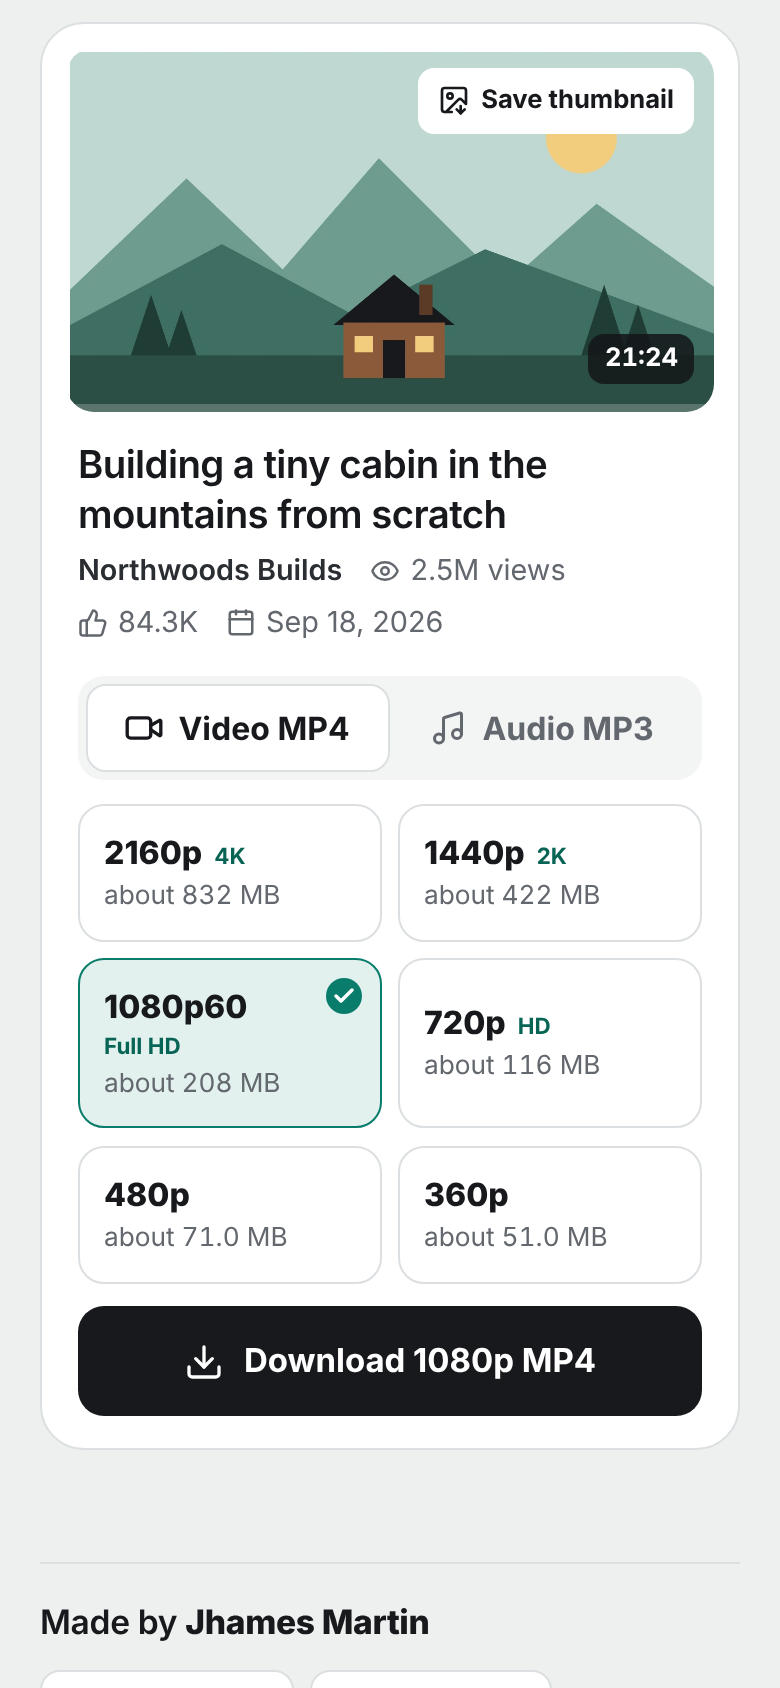 Save thumbnail
21:24
Building a tiny cabin in the
mountains from scratch
Northwoods Builds 2.5M views
84.3K Sep 18, 2026
Video MP4 Audio MP3
2160p 4K
about 832 MB
1440p 2K
about 422 MB
1080p60
Full HD
about 208 MB
720p HD
about 116 MB
480p
about 71.0 MB
360p
about 51.0 MB
Download 1080p MP4
Made by Jhames Martin